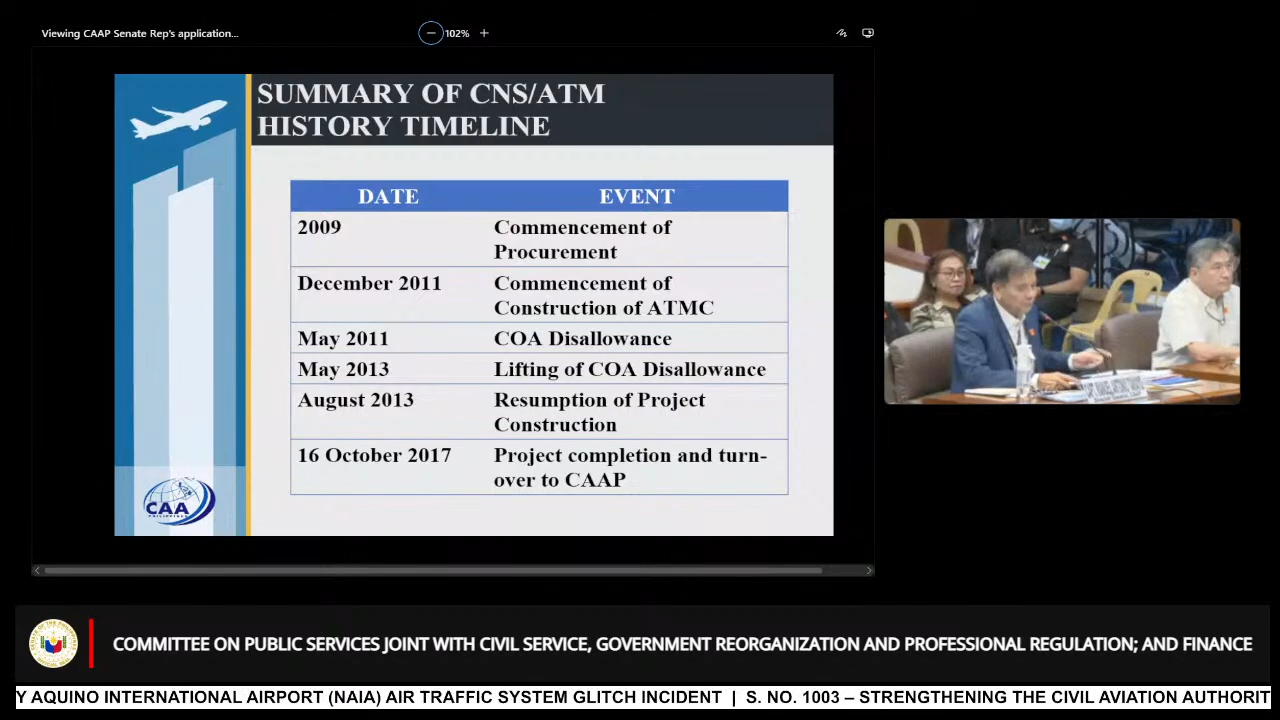 Viewing CAAP Senate Rep's application...
102%
SUMMARY OF CNS/ATM
HISTORY TIMELINE
DATE EVENT
2009 Commencement of
Procurement
December 2011 Commencement of
Construction of ATMC
May 2011 COA Disallowance
May 2013 Lifting of COA Disallowance
August 2013 Resumption of Project
Construction
16 October 2017 Project completion and turn-
over to CAAP
CAA
PHILIPPINES
COMMITTEE ON PUBLIC SERVICES JOINT WITH CIVIL SERVICE, GOVERNMENT REORGANIZATION AND PROFESSIONAL REGULATION; AND FINANCE
Y AQUINO INTERNATIONAL AIRPORT (NAIA) AIR TRAFFIC SYSTEM GLITCH INCIDENT | S. NO. 1003 – STRENGTHENING THE CIVIL AVIATION AUTHORIT